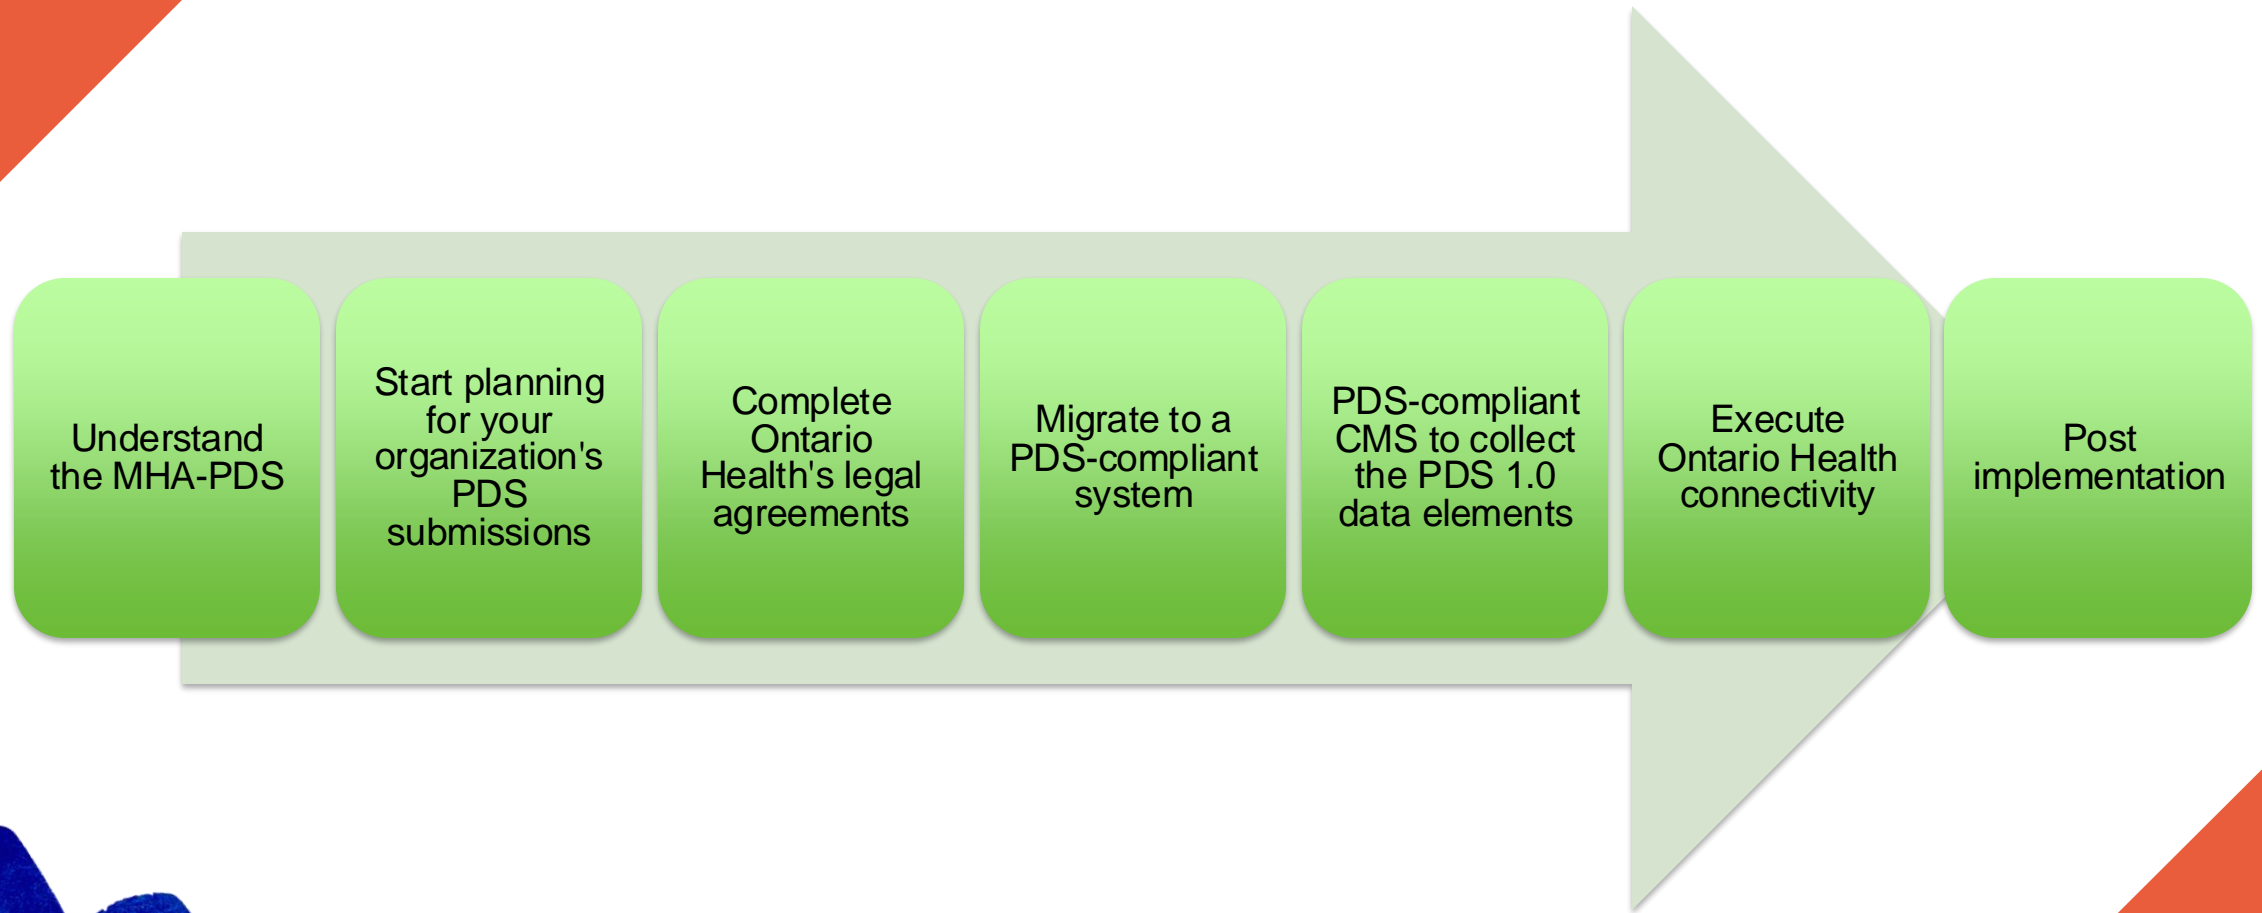 Understand
the MHA-PDS
Start planning
for your
organization's
PDS
submissions
Complete
Ontario
Health's legal
agreements
Migrate to a
PDS-compliant
system
PDS-compliant
CMS to collect
the PDS 1.0
data elements
Execute
Ontario Health
connectivity
Post
implementation